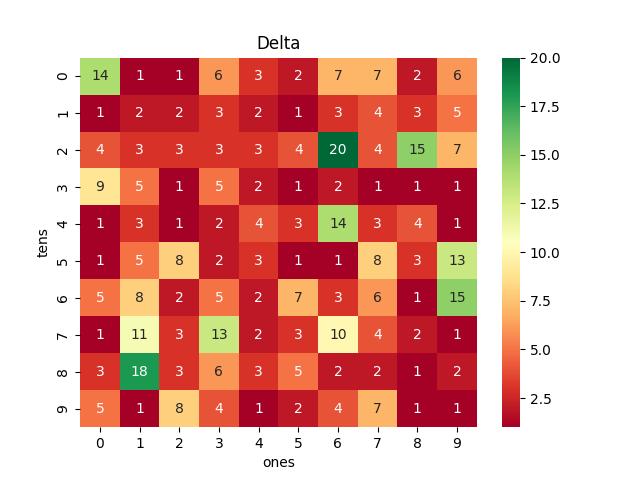 Delta
0 14 1 1 6 3 2 7 7 2 6
1 1 2 2 3 2 1 3 4 3 5
2 4 3 3 3 3 4 20 4 15 7
3 9 5 1 5 2 1 2 1 1 1
4 1 3 1 2 4 3 14 3 4 1
5 1 5 8 2 3 1 1 8 3 13
6 5 8 2 5 2 7 3 6 1 15
7 1 11 3 13 2 3 10 4 2 1
8 3 18 3 6 3 5 2 2 1 2
9 5 1 8 4 1 2 4 7 1 1
0 1 2 3 4 5 6 7 8 9
ones
tens
20.0
17.5
15.0
12.5
10.0
7.5
5.0
2.5